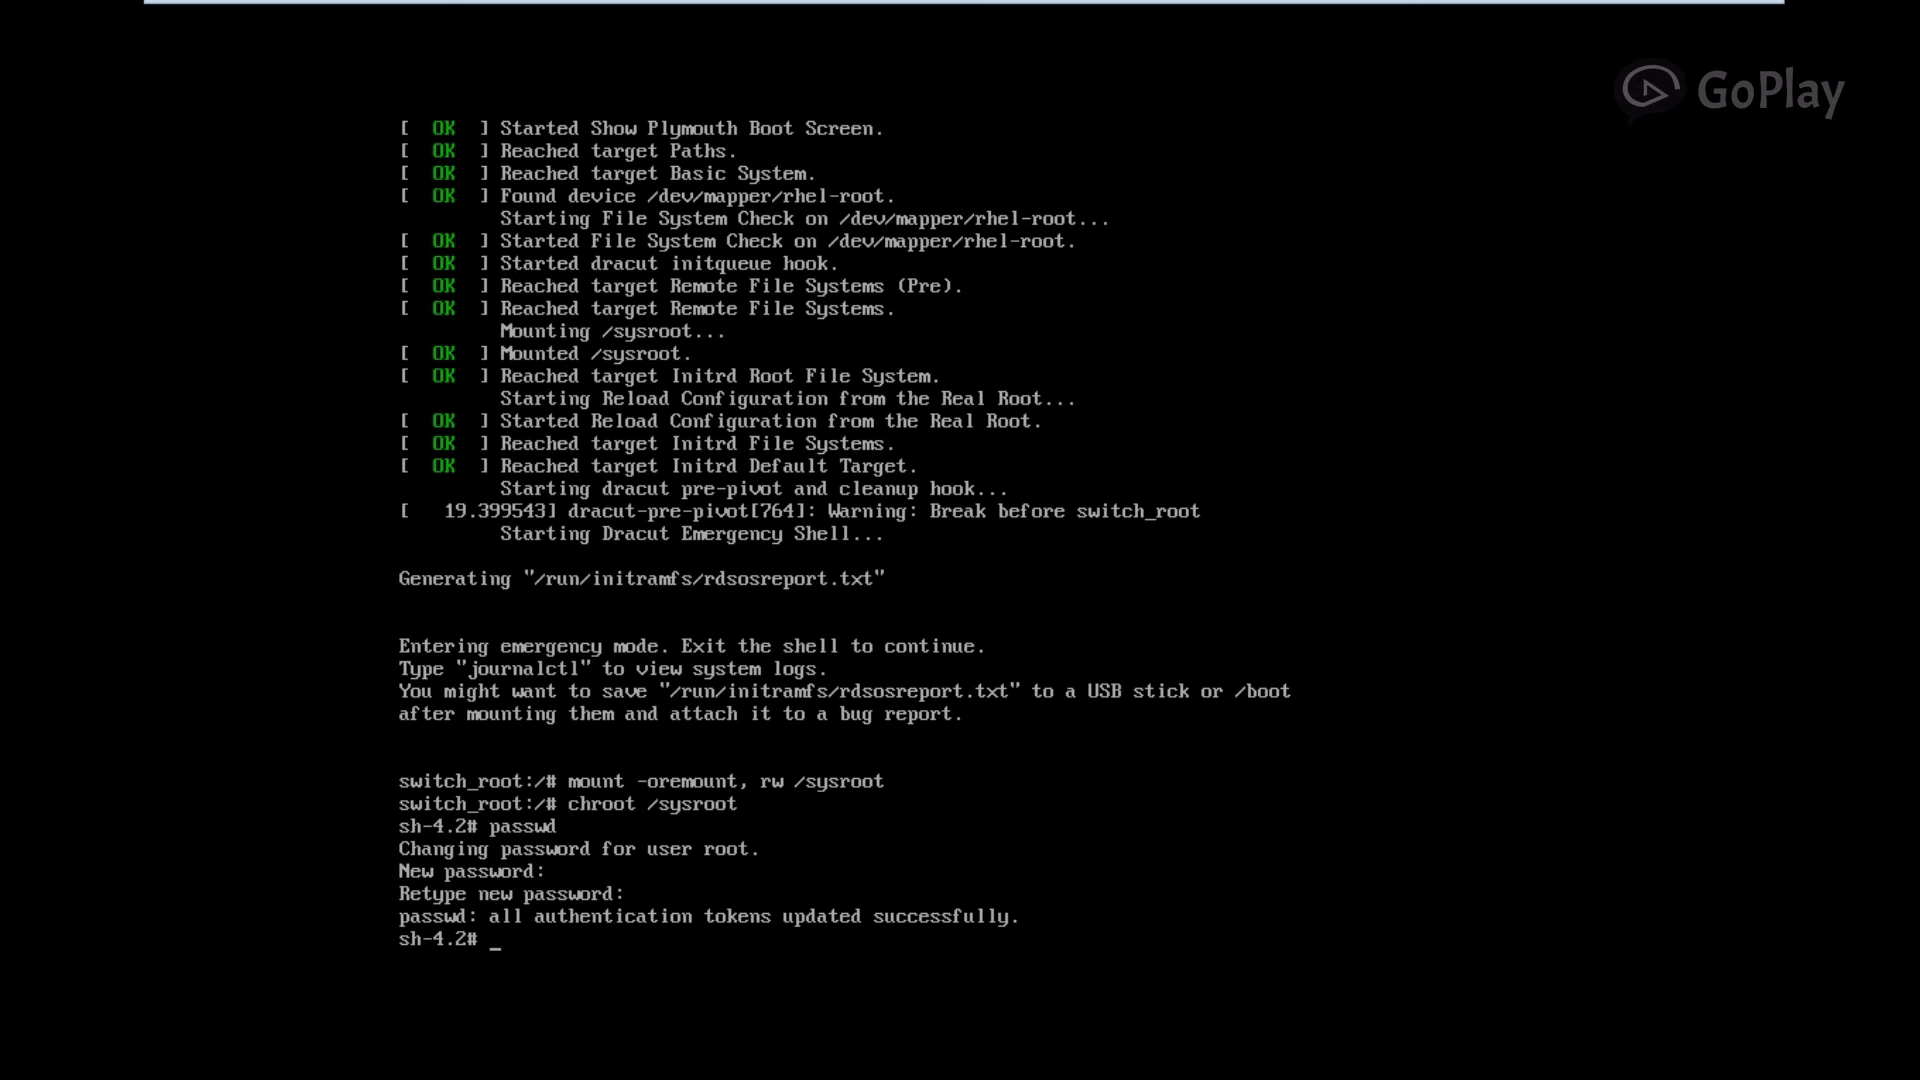 GoPlay
[  OK  ] Started Show Plymouth Boot Screen.
[  OK  ] Reached target Paths.
[  OK  ] Reached target Basic System.
[  OK  ] Found device /dev/mapper/rhel-root.
         Starting File System Check on /dev/mapper/rhel-root...
[  OK  ] Started File System Check on /dev/mapper/rhel-root.
[  OK  ] Started dracut initqueue hook.
[  OK  ] Reached target Remote File Systems (Pre).
[  OK  ] Reached target Remote File Systems.
         Mounting /sysroot...
[  OK  ] Mounted /sysroot.
[  OK  ] Reached target Initrd Root File System.
         Starting Reload Configuration from the Real Root...
[  OK  ] Started Reload Configuration from the Real Root.
[  OK  ] Reached target Initrd File Systems.
[  OK  ] Reached target Initrd Default Target.
         Starting dracut pre-pivot and cleanup hook...
[   19.399543] dracut-pre-pivot[764]: Warning: Break before switch_root
         Starting Dracut Emergency Shell...
Generating "/run/initramfs/rdsosreport.txt"
Entering emergency mode. Exit the shell to continue.
Type "journalctl" to view system logs.
You might want to save "/run/initramfs/rdsosreport.txt" to a USB stick or /boot
after mounting them and attach it to a bug report.
switch_root:/# mount -oremount, rw /sysroot
switch_root:/# chroot /sysroot
sh-4.2# passwd
Changing password for user root.
New password:
Retype new password:
passwd: all authentication tokens updated successfully.
sh-4.2# _